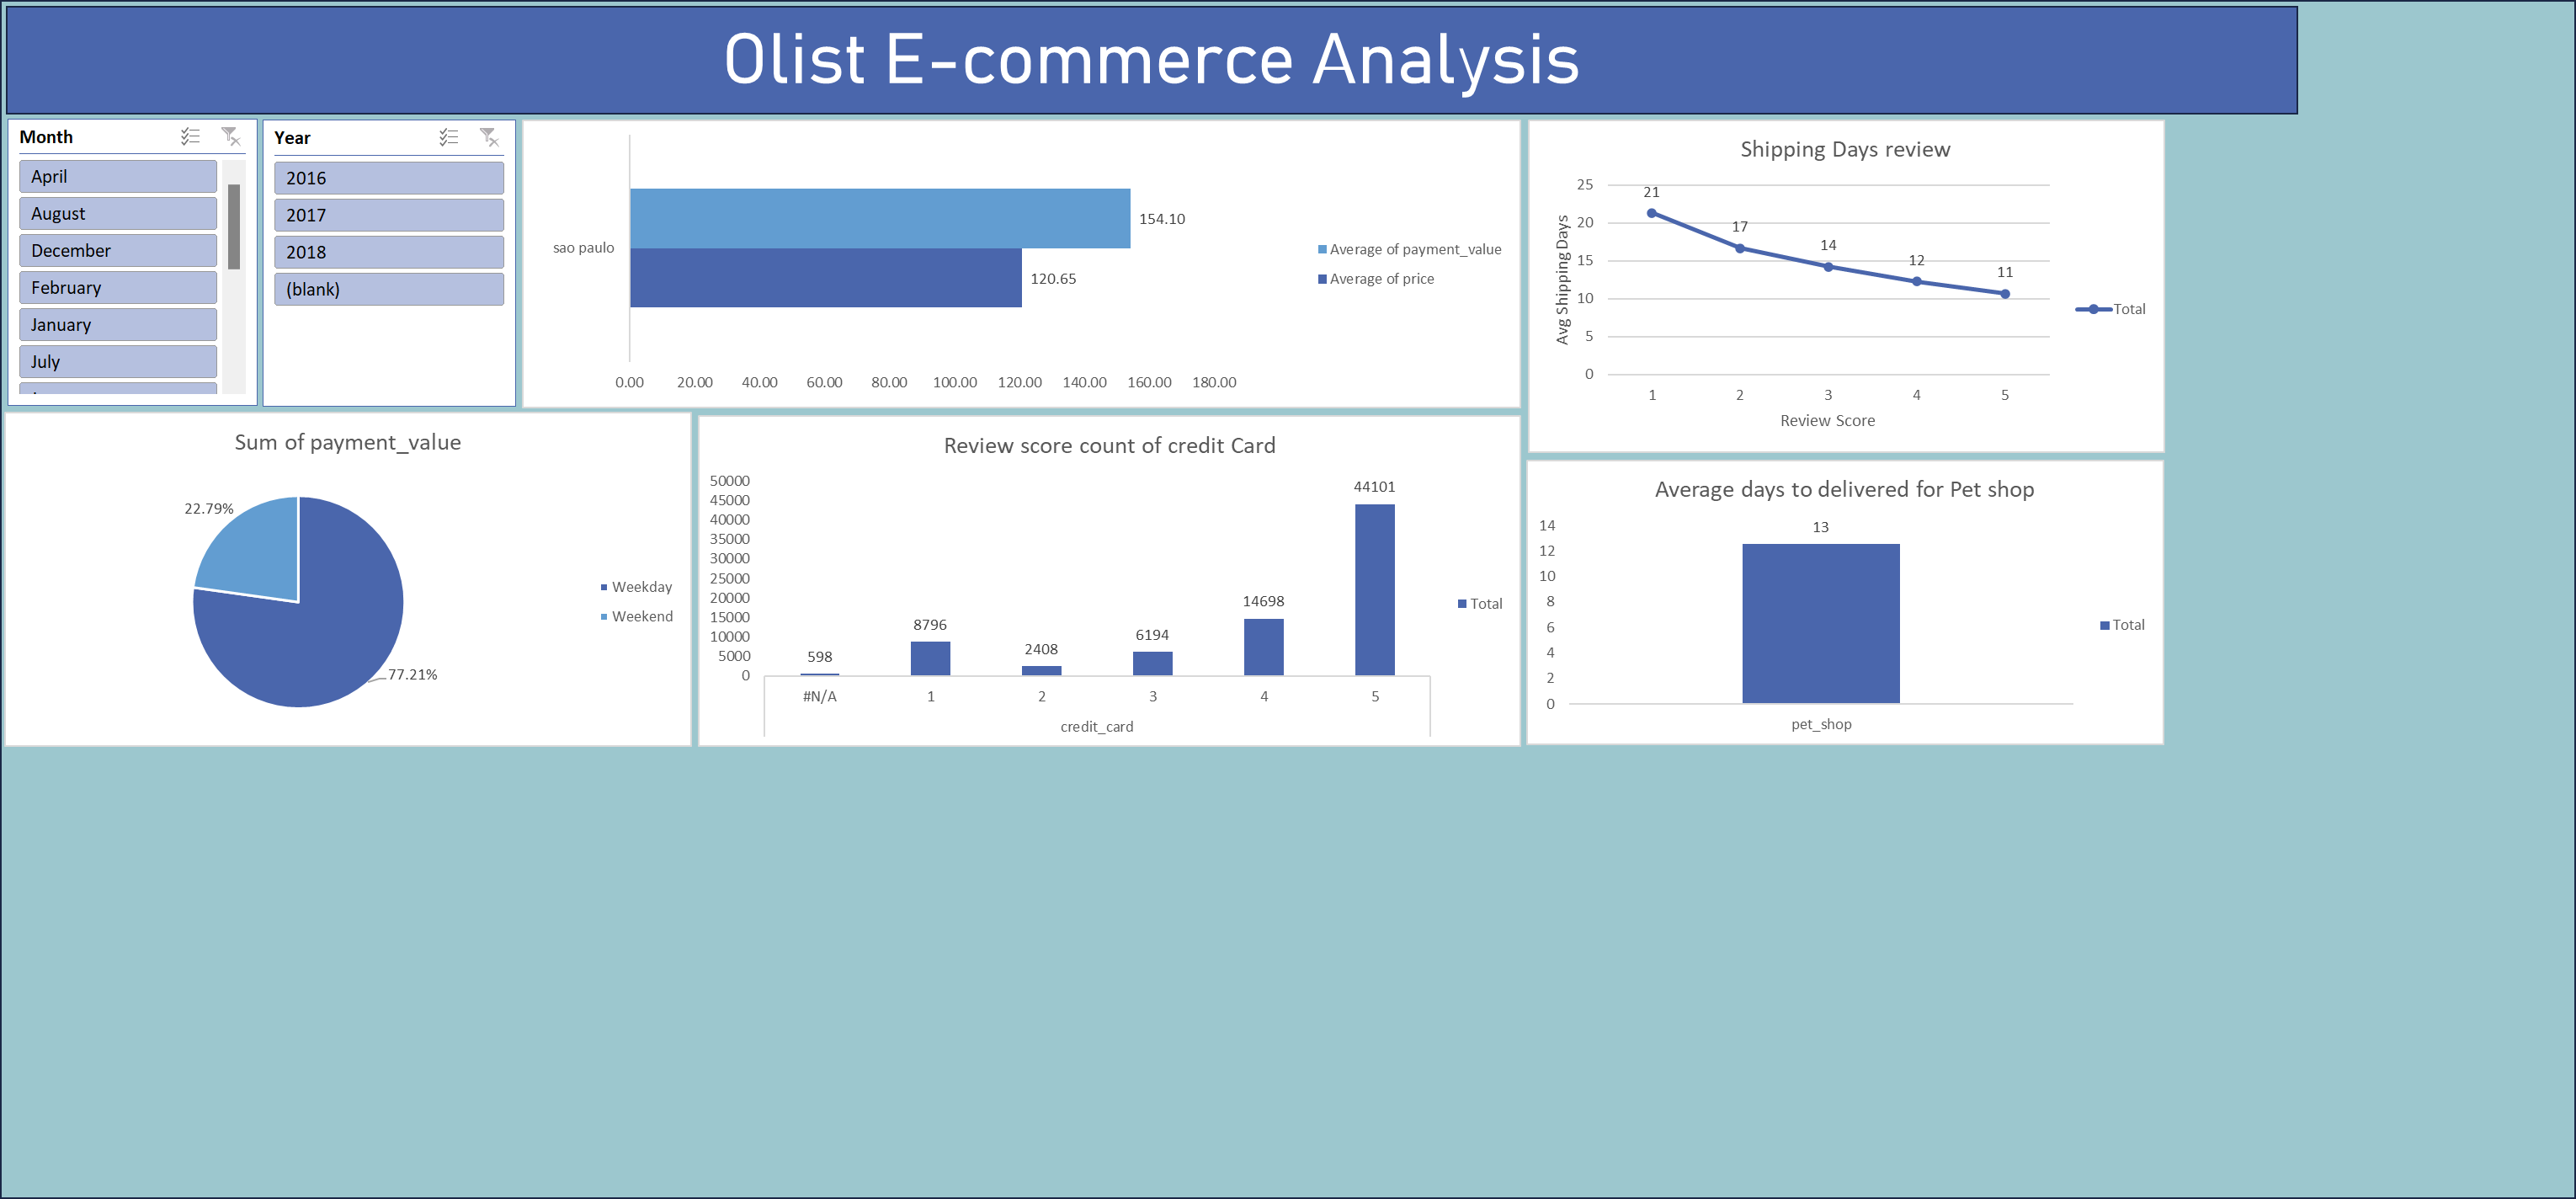 Olist E-commerce Analysis
Month
April
August
December
February
January
July
Year
2016
2017
2018
(blank)
sao paulo
154.10
120.65
0.00 20.00 40.00 60.00 80.00 100.00 120.00 140.00 160.00 180.00
Average of payment_value
Average of price
Shipping Days review
Avg Shipping Days
25
20
15
10
5
0
21
17
14
12
11
1 2 3 4 5
Review Score
Total
Sum of payment_value
22.79%
77.21%
Weekday
Weekend
Review score count of credit Card
50000
45000
40000
35000
30000
25000
20000
15000
10000
5000
0
598
8796
2408
6194
14698
44101
#N/A 1 2 3 4 5
credit_card
Total
Average days to delivered for Pet shop
14
12
10
8
6
4
2
0
13
pet_shop
Total